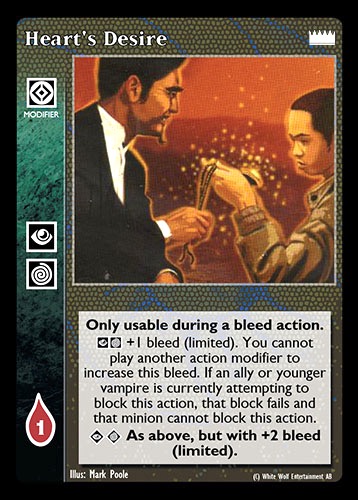 Heart's Desire
MODIFIER
Only usable during a bleed action.
+1 bleed (limited). You cannot
play another action modifier to
increase this bleed. If an ally or younger
vampire is currently attempting to
block this action, that block fails and
that minion cannot block this action.
As above, but with +2 bleed
(limited).
1
Illus: Mark Poole
(C) White Wolf Entertainment AB